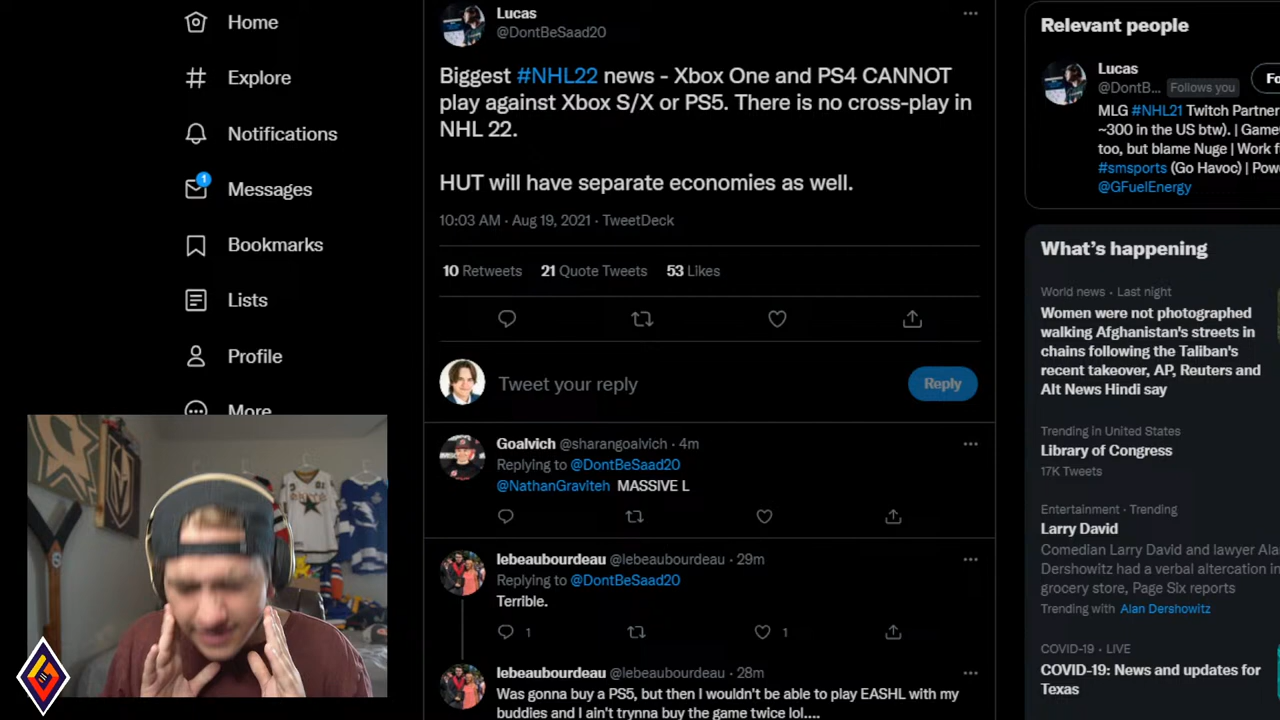 Home
Explore
Notifications
1
Messages
Bookmarks
Lists
Profile
More
Lucas
@DontBeSaad20
Biggest #NHL22 news - Xbox One and PS4 CANNOT
play against Xbox S/X or PS5. There is no cross-play in
NHL 22.
HUT will have separate economies as well.
10:03 AM · Aug 19, 2021 · TweetDeck
10 Retweets 21 Quote Tweets 53 Likes
Tweet your reply
Reply
Goalvich @sharangoalvich · 4m
Replying to @DontBeSaad20
@NathanGraviteh MASSIVE L
lebeaubourdeau @lebeaubourdeau · 29m
Replying to @DontBeSaad20
Terrible.
1 1
lebeaubourdeau @lebeaubourdeau · 28m
Was gonna buy a PS5, but then I wouldn't be able to play EASHL with my
buddies and I ain't trynna buy the game twice lol....
Relevant people
Lucas
@DontB... Follows you
Fo
MLG #NHL21 Twitch Partner
~300 in the US btw). | Game
too, but blame Nuge | Work f
#smsports (Go Havoc) | Pow
@GFuelEnergy
What's happening
World news · Last night
Women were not photographed
walking Afghanistan's streets in
chains following the Taliban's
recent takeover, AP, Reuters and
Alt News Hindi say
Trending in United States
Library of Congress
17K Tweets
Entertainment · Trending
Larry David
Comedian Larry David and lawyer Ala
Dershowitz had a verbal altercation in
grocery store, Page Six reports
Trending with Alan Dershowitz
COVID-19 · LIVE
COVID-19: News and updates for
Texas